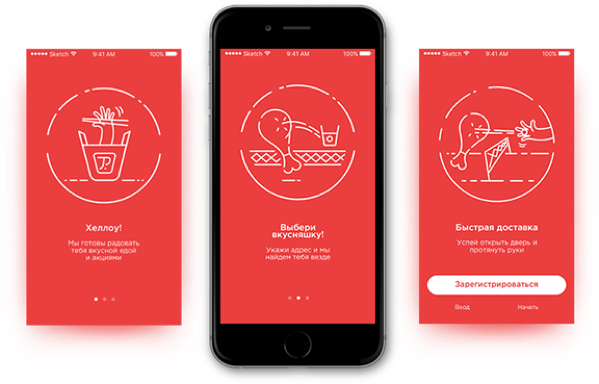 Sketch 9:41 AM 100%
Хеллоу!
Мы готовы радовать
тебя вкусной едой
и акциями
Sketch 9:41 AM 100%
Выбери
вкусняшку!
Укажи адрес и мы
найдем тебя везде
Sketch 9:41 AM 100%
Быстрая доставка
Успей открыть дверь и
протянуть руки
Зарегистрироваться
Вход Начать